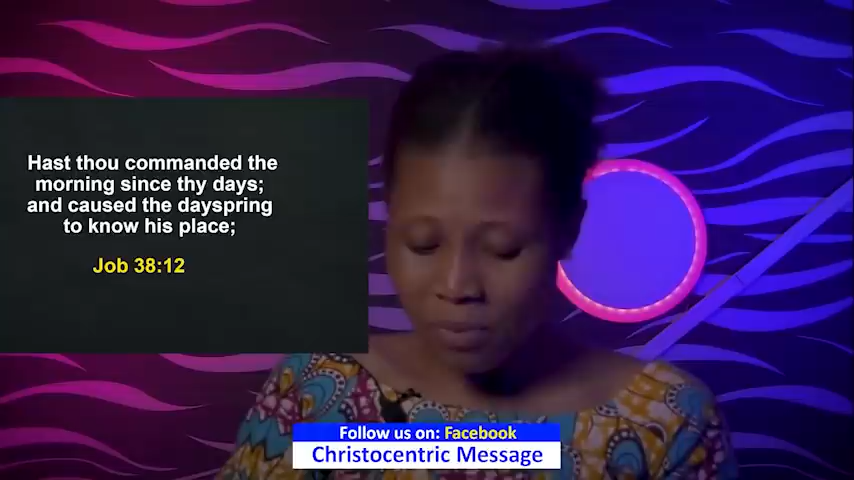 Hast thou commanded the
morning since thy days;
and caused the dayspring
to know his place;
Job 38:12
Follow us on: Facebook
Christocentric Message